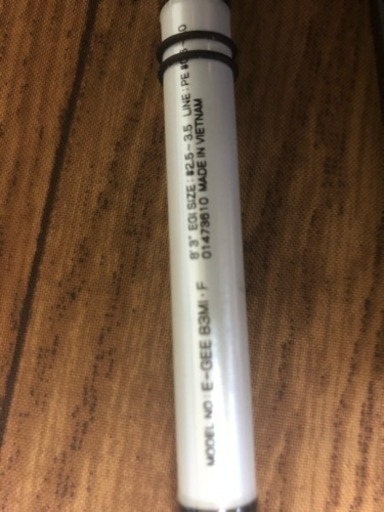 MODEL NO : E-GEE 83MI・F
8'3" EGI SIZE : #2.5-3.5 LINE : PE
01473610 MADE IN VIETNAM